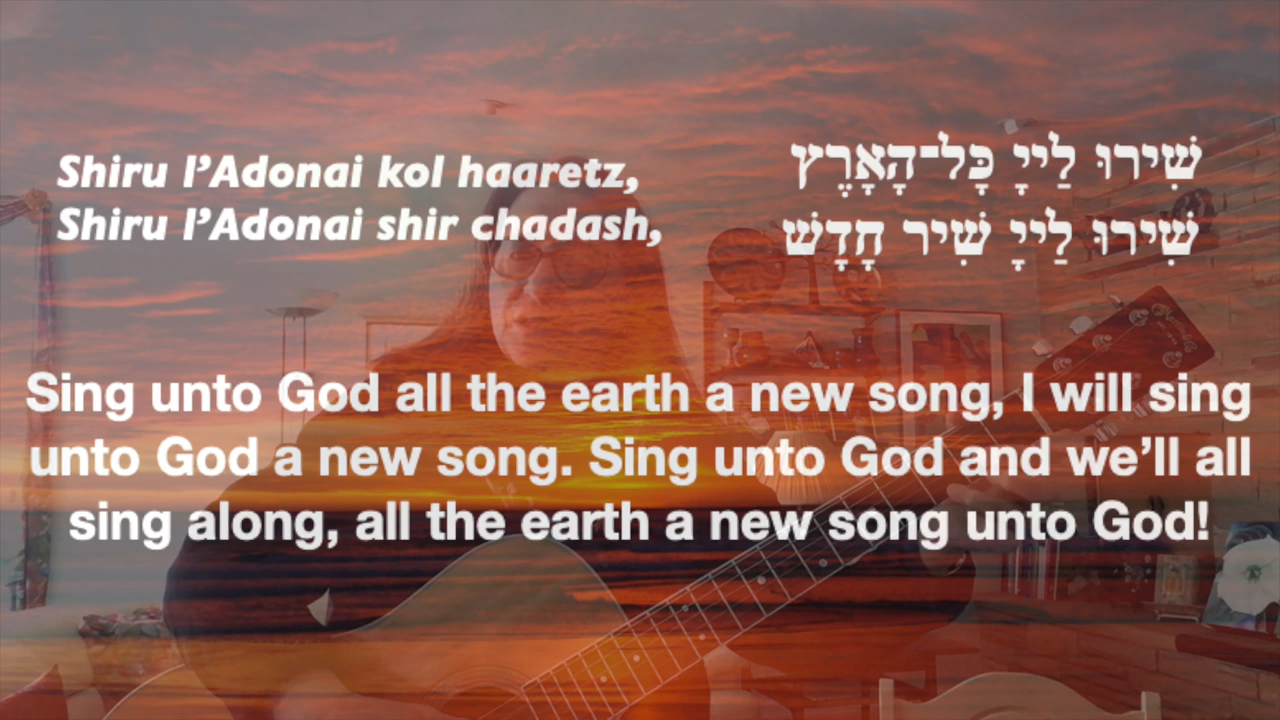 Shiru l’Adonai kol haaretz,
Shiru l’Adonai shir chadash,
שִׁירוּ לַייָ כָּל־הָאָרֶץ
שִׁירוּ לַייָ שִׁיר חָדָשׁ
Sing unto God all the earth a new song, I will sing
unto God a new song. Sing unto God and we’ll all
sing along, all the earth a new song unto God!